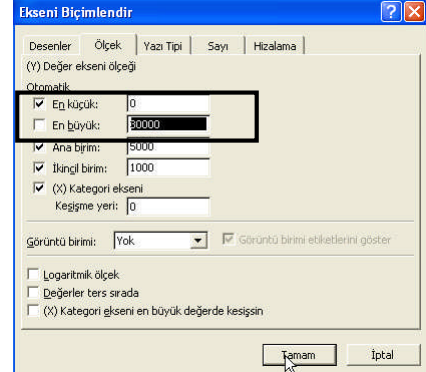 Ekseni Biçimlendir
Desenler Ölçek Yazı Tipi Sayı Hizalama
(Y) Değer ekseni ölçeği
Otomatik
En küçük: 0
En büyük: 30000
Ana birim: 5000
İkincil birim: 1000
(X) Kategori ekseni
Kesişme yeri: 0
Görüntü birimi: Yok Görüntü birimi etiketlerini göster
Logaritmik ölçek
Değerler ters sırada
(X) Kategori ekseni en büyük değerde kesişsin
Tamam İptal